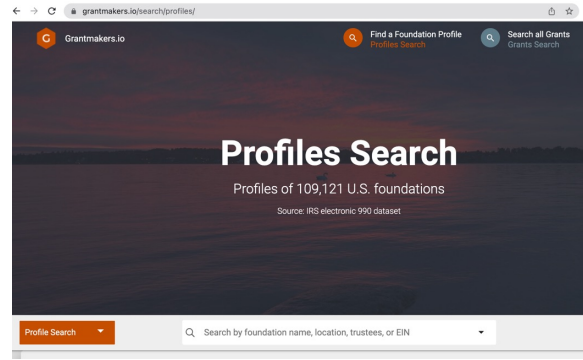 grantmakers.io/search/profiles/
G Grantmakers.io
Find a Foundation Profile
Profiles Search
Search all Grants
Grants Search
Profiles Search
Profiles of 109,121 U.S. foundations
Source: IRS electronic 990 dataset
Profile Search
Search by foundation name, location, trustees, or EIN